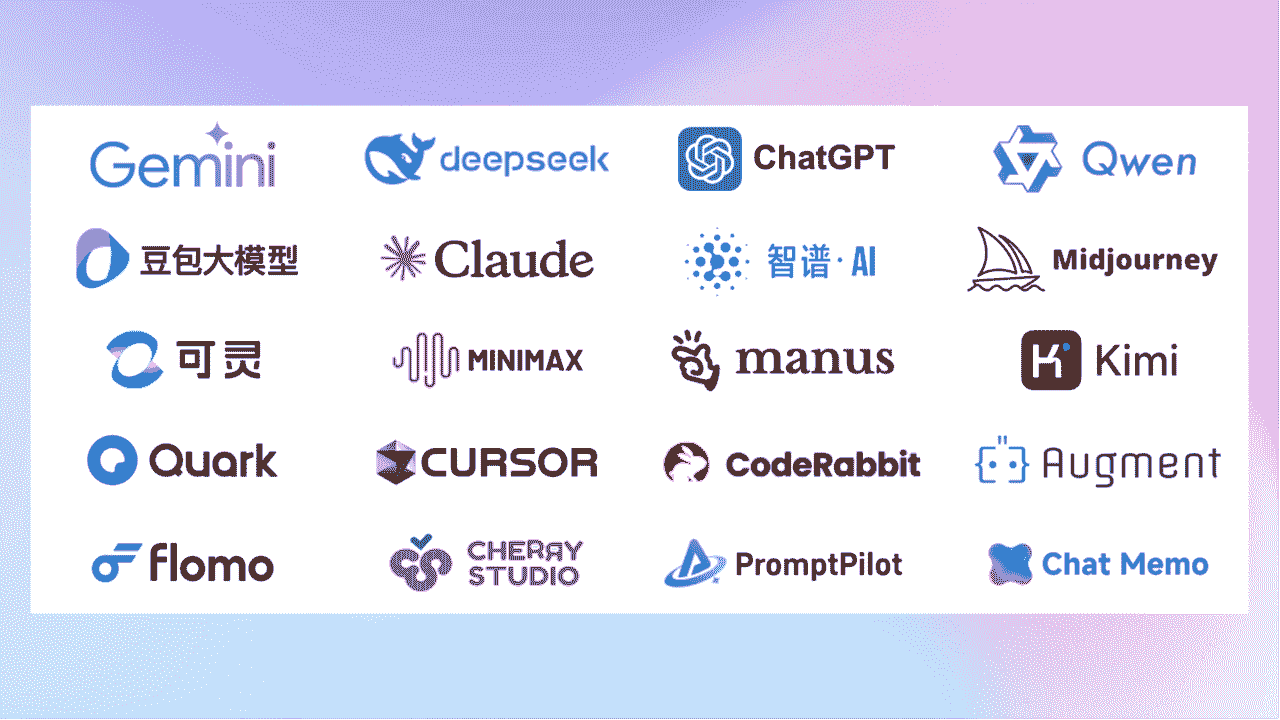 Gemini
deepseek
ChatGPT
Qwen
豆包大模型
Claude
智谱·AI
Midjourney
可灵
MINIMAX
manus
Kimi
Quark
CURSOR
CodeRabbit
Augment
flomo
CHERRY
STUDIO
PromptPilot
Chat Memo